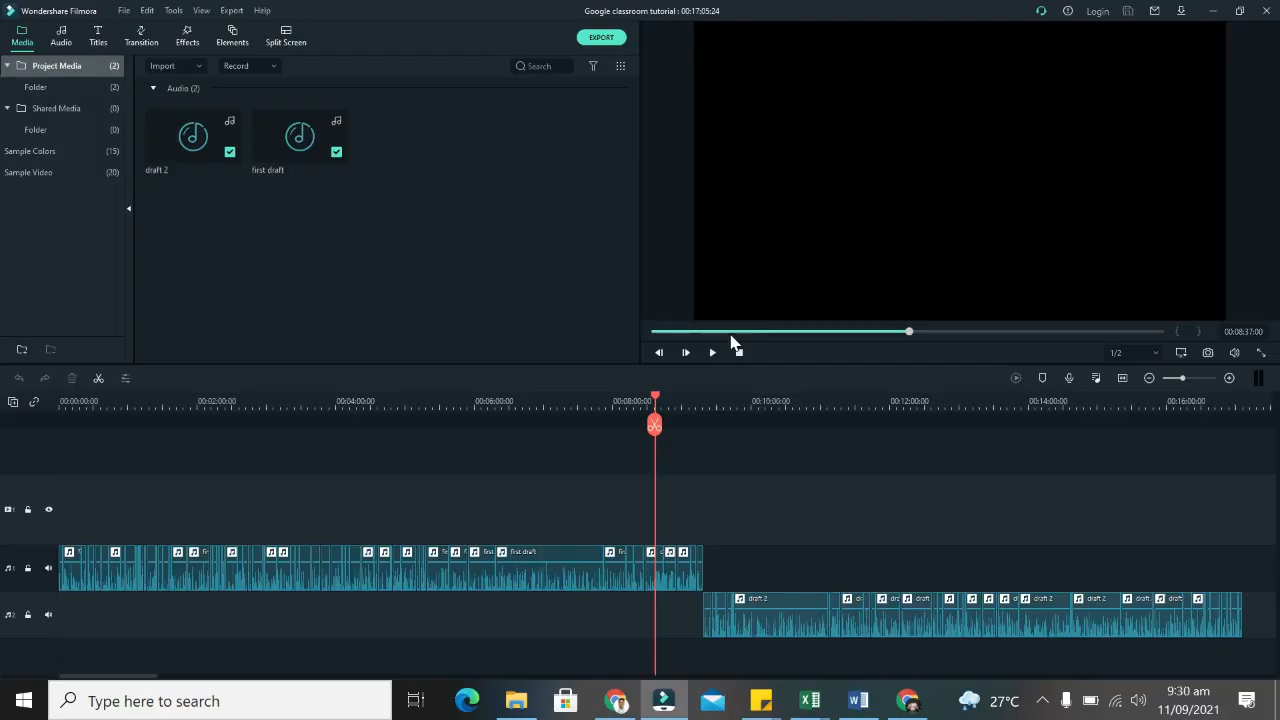 Wondershare Filmora File Edit Tools View Export Help Google classroom tutorial : 00:17:05:24 Login
Media Audio Titles Transition Effects Elements Split Screen EXPORT
Project Media (2)
Folder (2)
Shared Media (0)
Folder (0)
Sample Colors (15)
Sample Video (20)
Import Record Search
Audio (2)
draft 2 first draft
00:08:37:00
1/2
00:00:00:00 00:02:00:00 00:04:00:00 00:06:00:00 00:08:00:00 00:10:00:00 00:12:00:00 00:14:00:00 00:16:00:00
first draft
draft 2 draft draft 2 draft 2 draft
Type here to search
27°C
9:30 am
11/09/2021